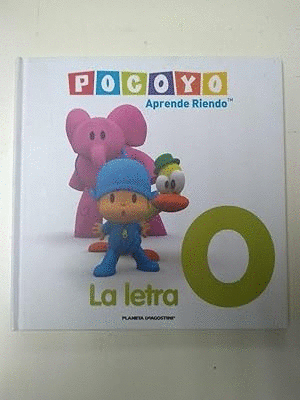 POCOYO
Aprende Riendo™
La letra O
PLANETA DEAGOSTINI